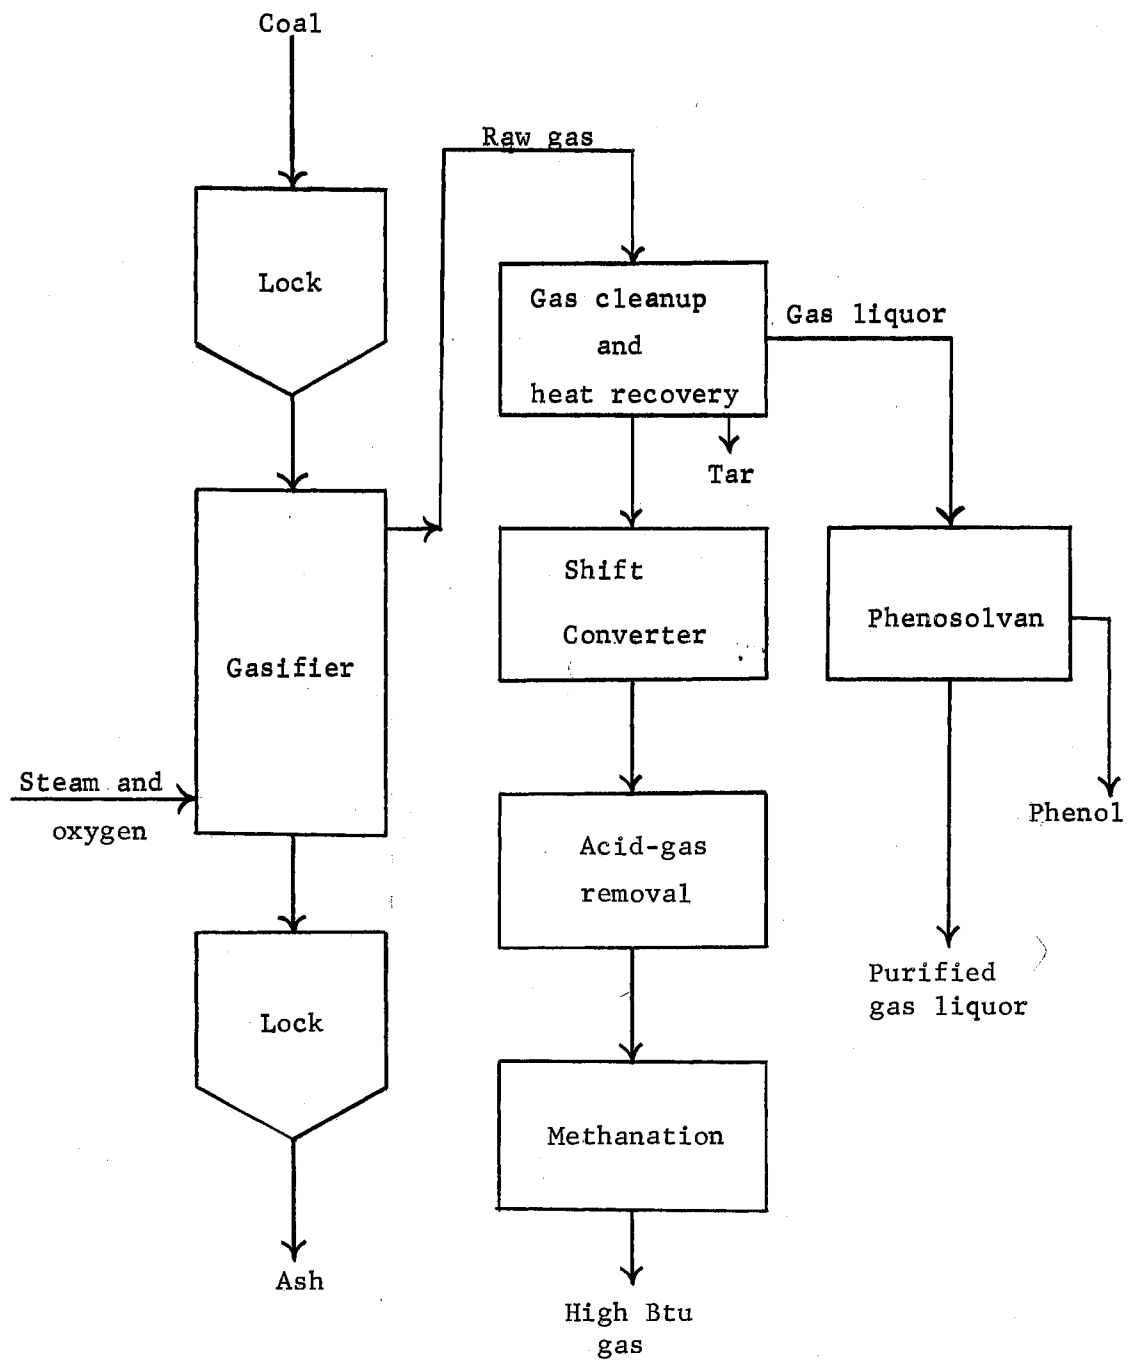 Coal
Raw gas
Lock
Gas cleanup
and
heat recovery
Gas liquor
Tar
Gasifier
Shift
Converter
Phenosolvan
Steam and
oxygen
Phenol
Acid-gas
removal
Purified
gas liquor
Lock
Methanation
Ash
High Btu
gas